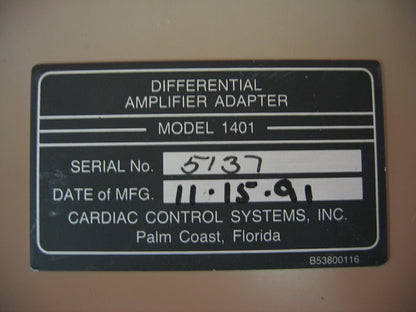 DIFFERENTIAL
AMPLIFIER ADAPTER
MODEL 1401
SERIAL No. 5137
DATE of MFG. 11·15·91
CARDIAC CONTROL SYSTEMS, INC.
Palm Coast, Florida
B53800116